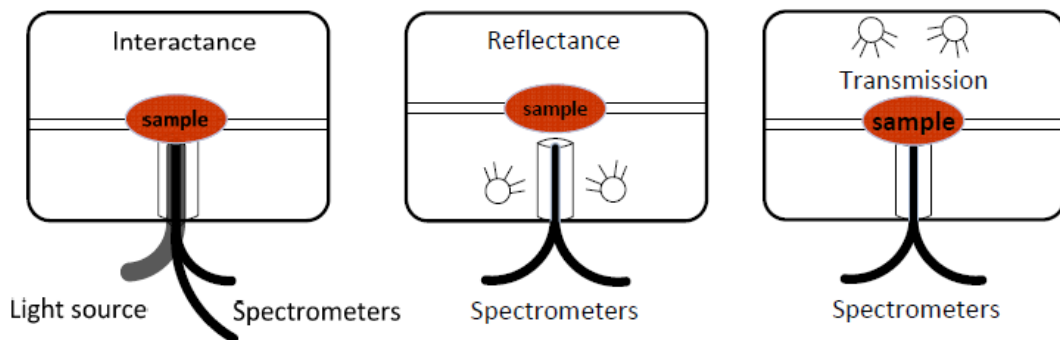 Interactance
sample
Light source
Spectrometers
Reflectance
sample
Spectrometers
Transmission
sample
Spectrometers